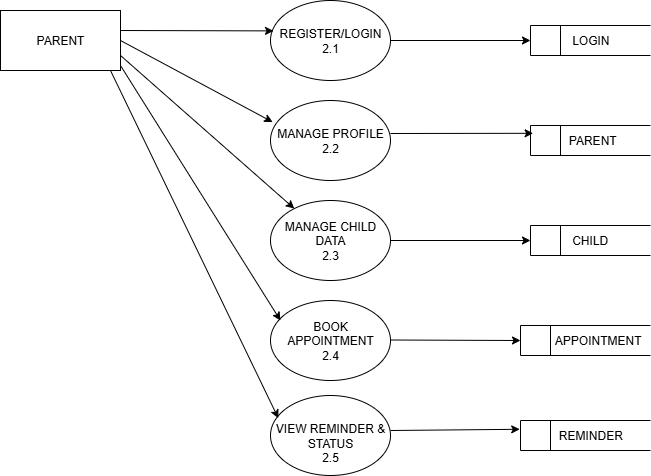 PARENT
REGISTER/LOGIN
2.1
LOGIN
MANAGE PROFILE
2.2
PARENT
MANAGE CHILD
DATA
2.3
CHILD
BOOK
APPOINTMENT
2.4
APPOINTMENT
VIEW REMINDER &
STATUS
2.5
REMINDER